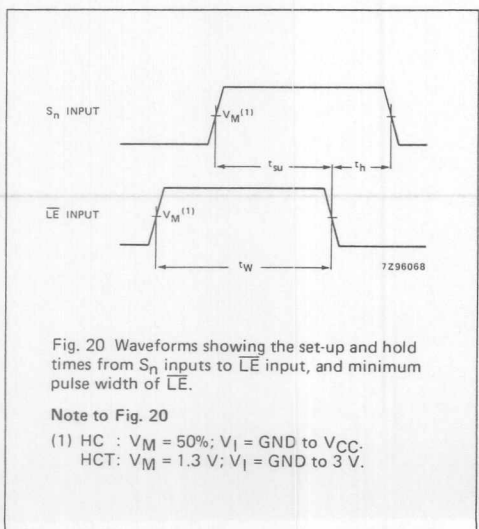 Sn INPUT
VM(1)
tsu
th
LE INPUT
VM(1)
tW
7Z96068
Fig. 20 Waveforms showing the set-up and hold
times from Sn inputs to LE input, and minimum
pulse width of LE.
Note to Fig. 20
(1) HC : VM = 50%; VI = GND to VCC.
HCT: VM = 1.3 V; VI = GND to 3 V.